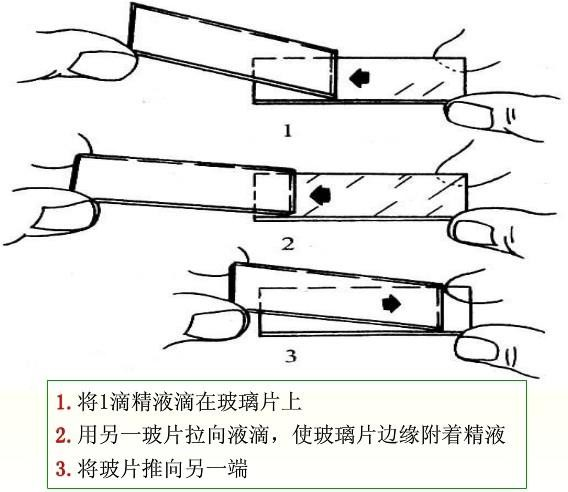 1
2
3
1. 将1滴精液滴在玻璃片上
2. 用另一玻片拉向液滴，使玻璃片边缘附着精液
3. 将玻片推向另一端